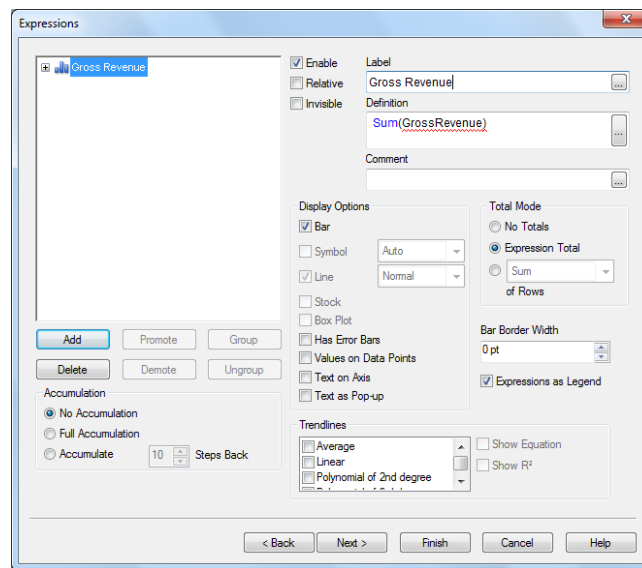 Expressions
Gross Revenue
Enable
Relative
Invisible
Label
Gross Revenue
...
Definition
Sum(GrossRevenue)
...
Comment
...
Display Options
Bar
Symbol
Auto
Line
Normal
Stock
Box Plot
Has Error Bars
Values on Data Points
Text on Axis
Text as Pop-up
Total Mode
No Totals
Expression Total
Sum
of Rows
Bar Border Width
0 pt
Expressions as Legend
Add Promote Group
Delete Demote Ungroup
Accumulation
No Accumulation
Full Accumulation
Accumulate 10 Steps Back
Trendlines
Average
Linear
Polynomial of 2nd degree
Show Equation
Show R²
< Back Next > Finish Cancel Help